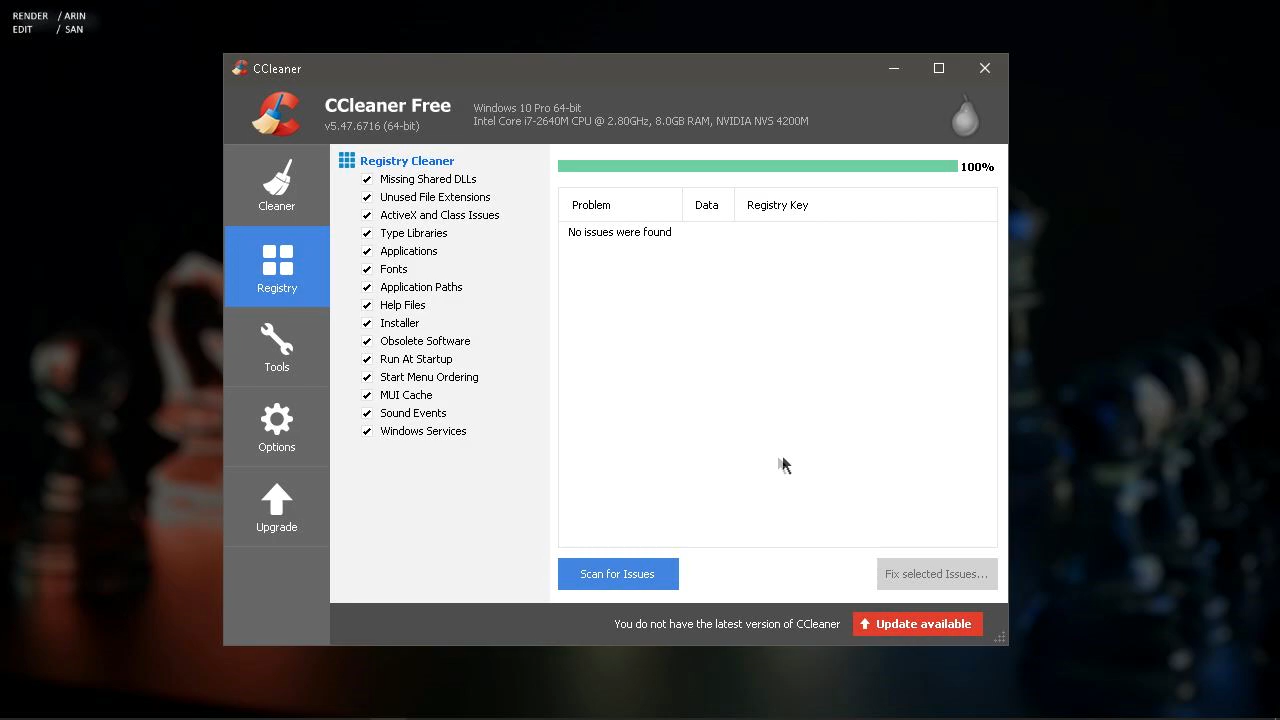 RENDER / ARIN
EDIT / SAN
CCleaner
CCleaner Free
v5.47.6716 (64-bit)
Windows 10 Pro 64-bit
Intel Core i7-2640M CPU @ 2.80GHz, 8.0GB RAM, NVIDIA NVS 4200M
Cleaner
Registry
Tools
Options
Upgrade
Registry Cleaner
Missing Shared DLLs
Unused File Extensions
ActiveX and Class Issues
Type Libraries
Applications
Fonts
Application Paths
Help Files
Installer
Obsolete Software
Run At Startup
Start Menu Ordering
MUI Cache
Sound Events
Windows Services
100%
Problem Data Registry Key
No issues were found
Scan for Issues Fix selected Issues...
You do not have the latest version of CCleaner Update available